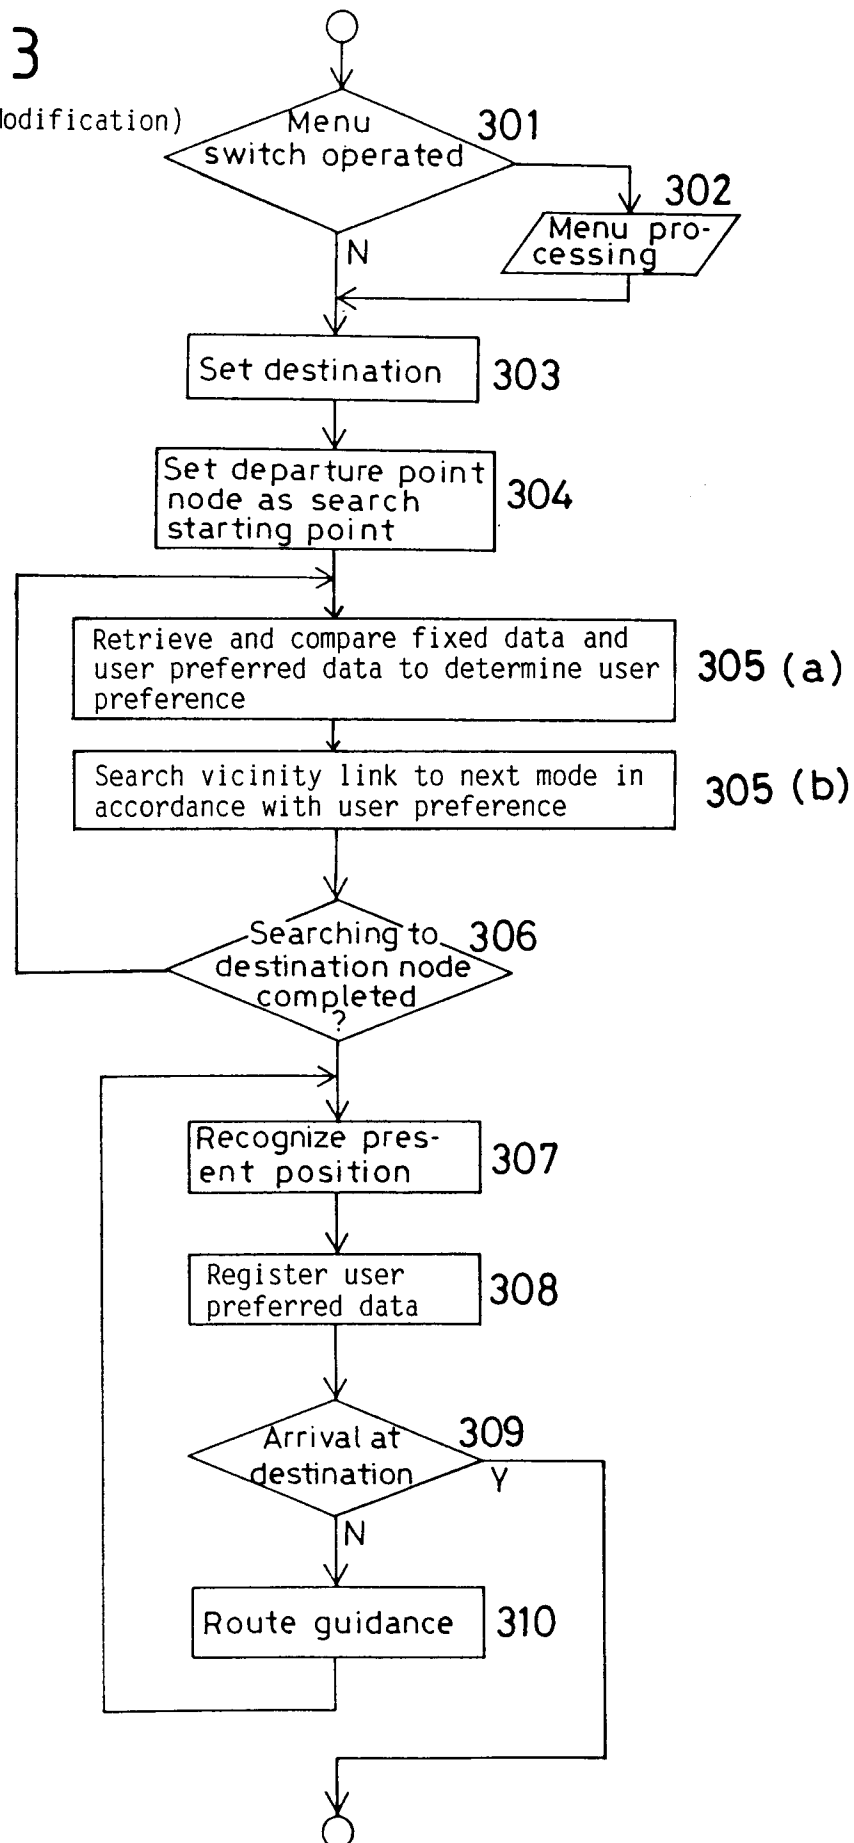 3
Modification)
Menu
switch operated
301
302
Menu pro-
cessing
N
Set destination
303
Set departure point
node as search
starting point
304
Retrieve and compare fixed data and
user preferred data to determine user
preference
305 (a)
Search vicinity link to next mode in
accordance with user preference
305 (b)
Searching to
destination node
completed
?
306
Recognize pres-
ent position
307
Register user
preferred data
308
Arrival at
destination
309
Y
N
Route guidance
310